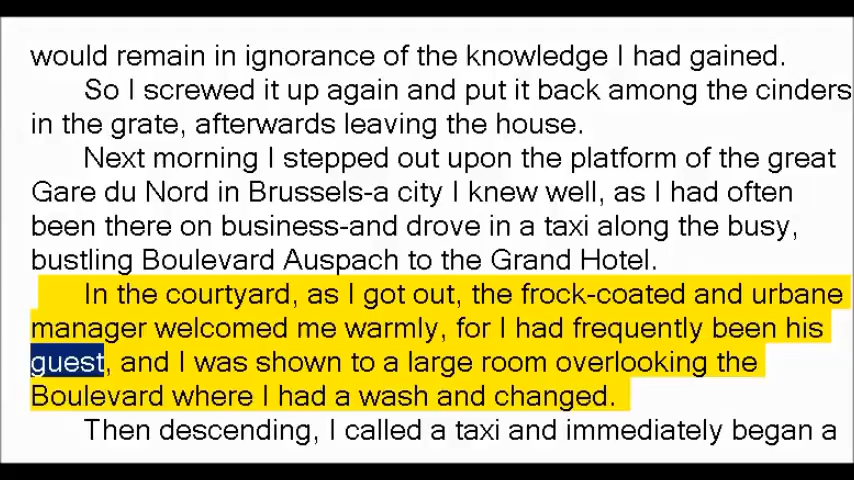 would remain in ignorance of the knowledge I had gained.
So I screwed it up again and put it back among the cinders
in the grate, afterwards leaving the house.
Next morning I stepped out upon the platform of the great
Gare du Nord in Brussels-a city I knew well, as I had often
been there on business-and drove in a taxi along the busy,
bustling Boulevard Auspach to the Grand Hotel.
In the courtyard, as I got out, the frock-coated and urbane
manager welcomed me warmly, for I had frequently been his
guest, and I was shown to a large room overlooking the
Boulevard where I had a wash and changed.
Then descending, I called a taxi and immediately began a